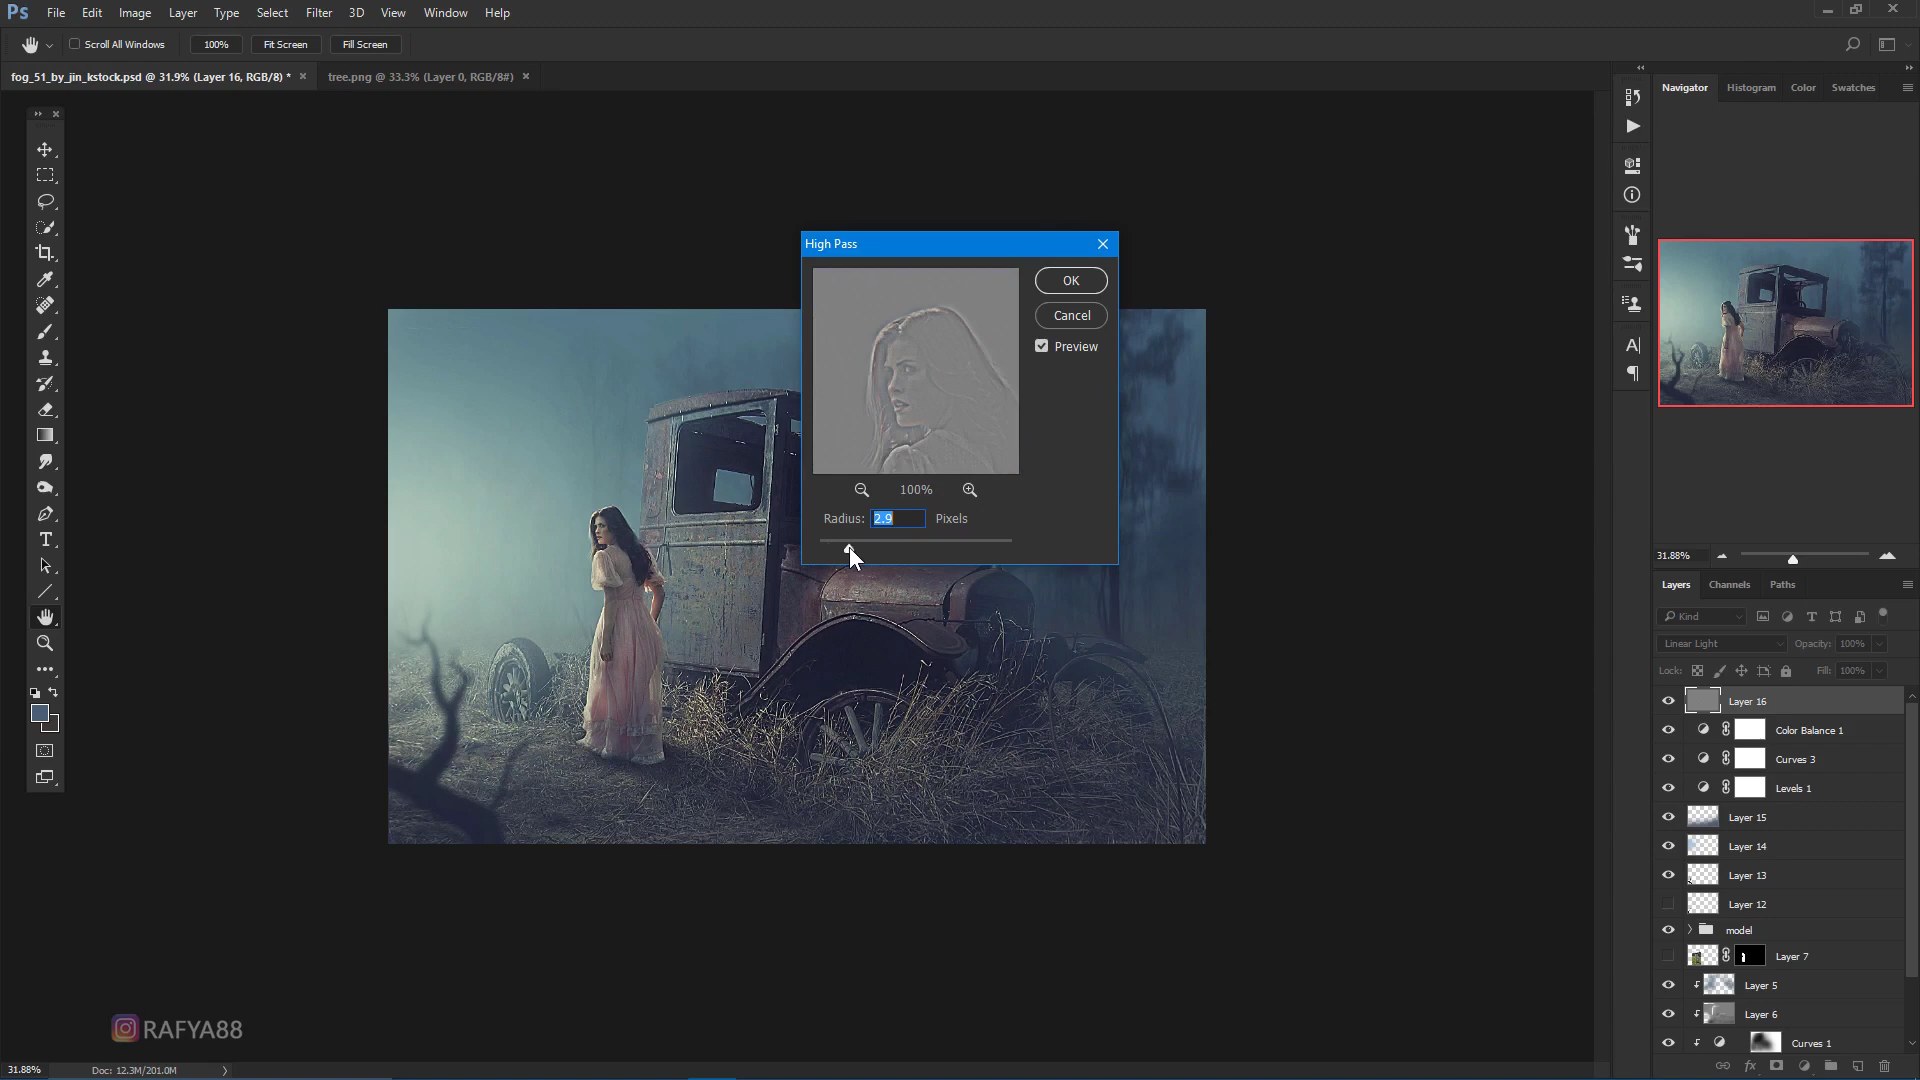 Ps File Edit Image Layer Type Select Filter 3D View Window Help
Scroll All Windows 100% Fit Screen Fill Screen
fog_51_by_jin_kstock.psd @ 31.9% (Layer 16, RGB/8) * tree.png @ 33.3% (Layer 0, RGB/8#)
Navigator Histogram Color Swatches
High Pass
OK
Cancel
Preview
100%
Radius: 2.9 Pixels
31.88%
Layers Channels Paths
Kind
Linear Light Opacity: 100%
Lock: Fill: 100%
Layer 16
Color Balance 1
Curves 3
Levels 1
Layer 15
Layer 14
Layer 13
Layer 12
model
Layer 7
Layer 5
Layer 6
Curves 1
RAFYA88
31.88% Doc: 12.3M/201.0M